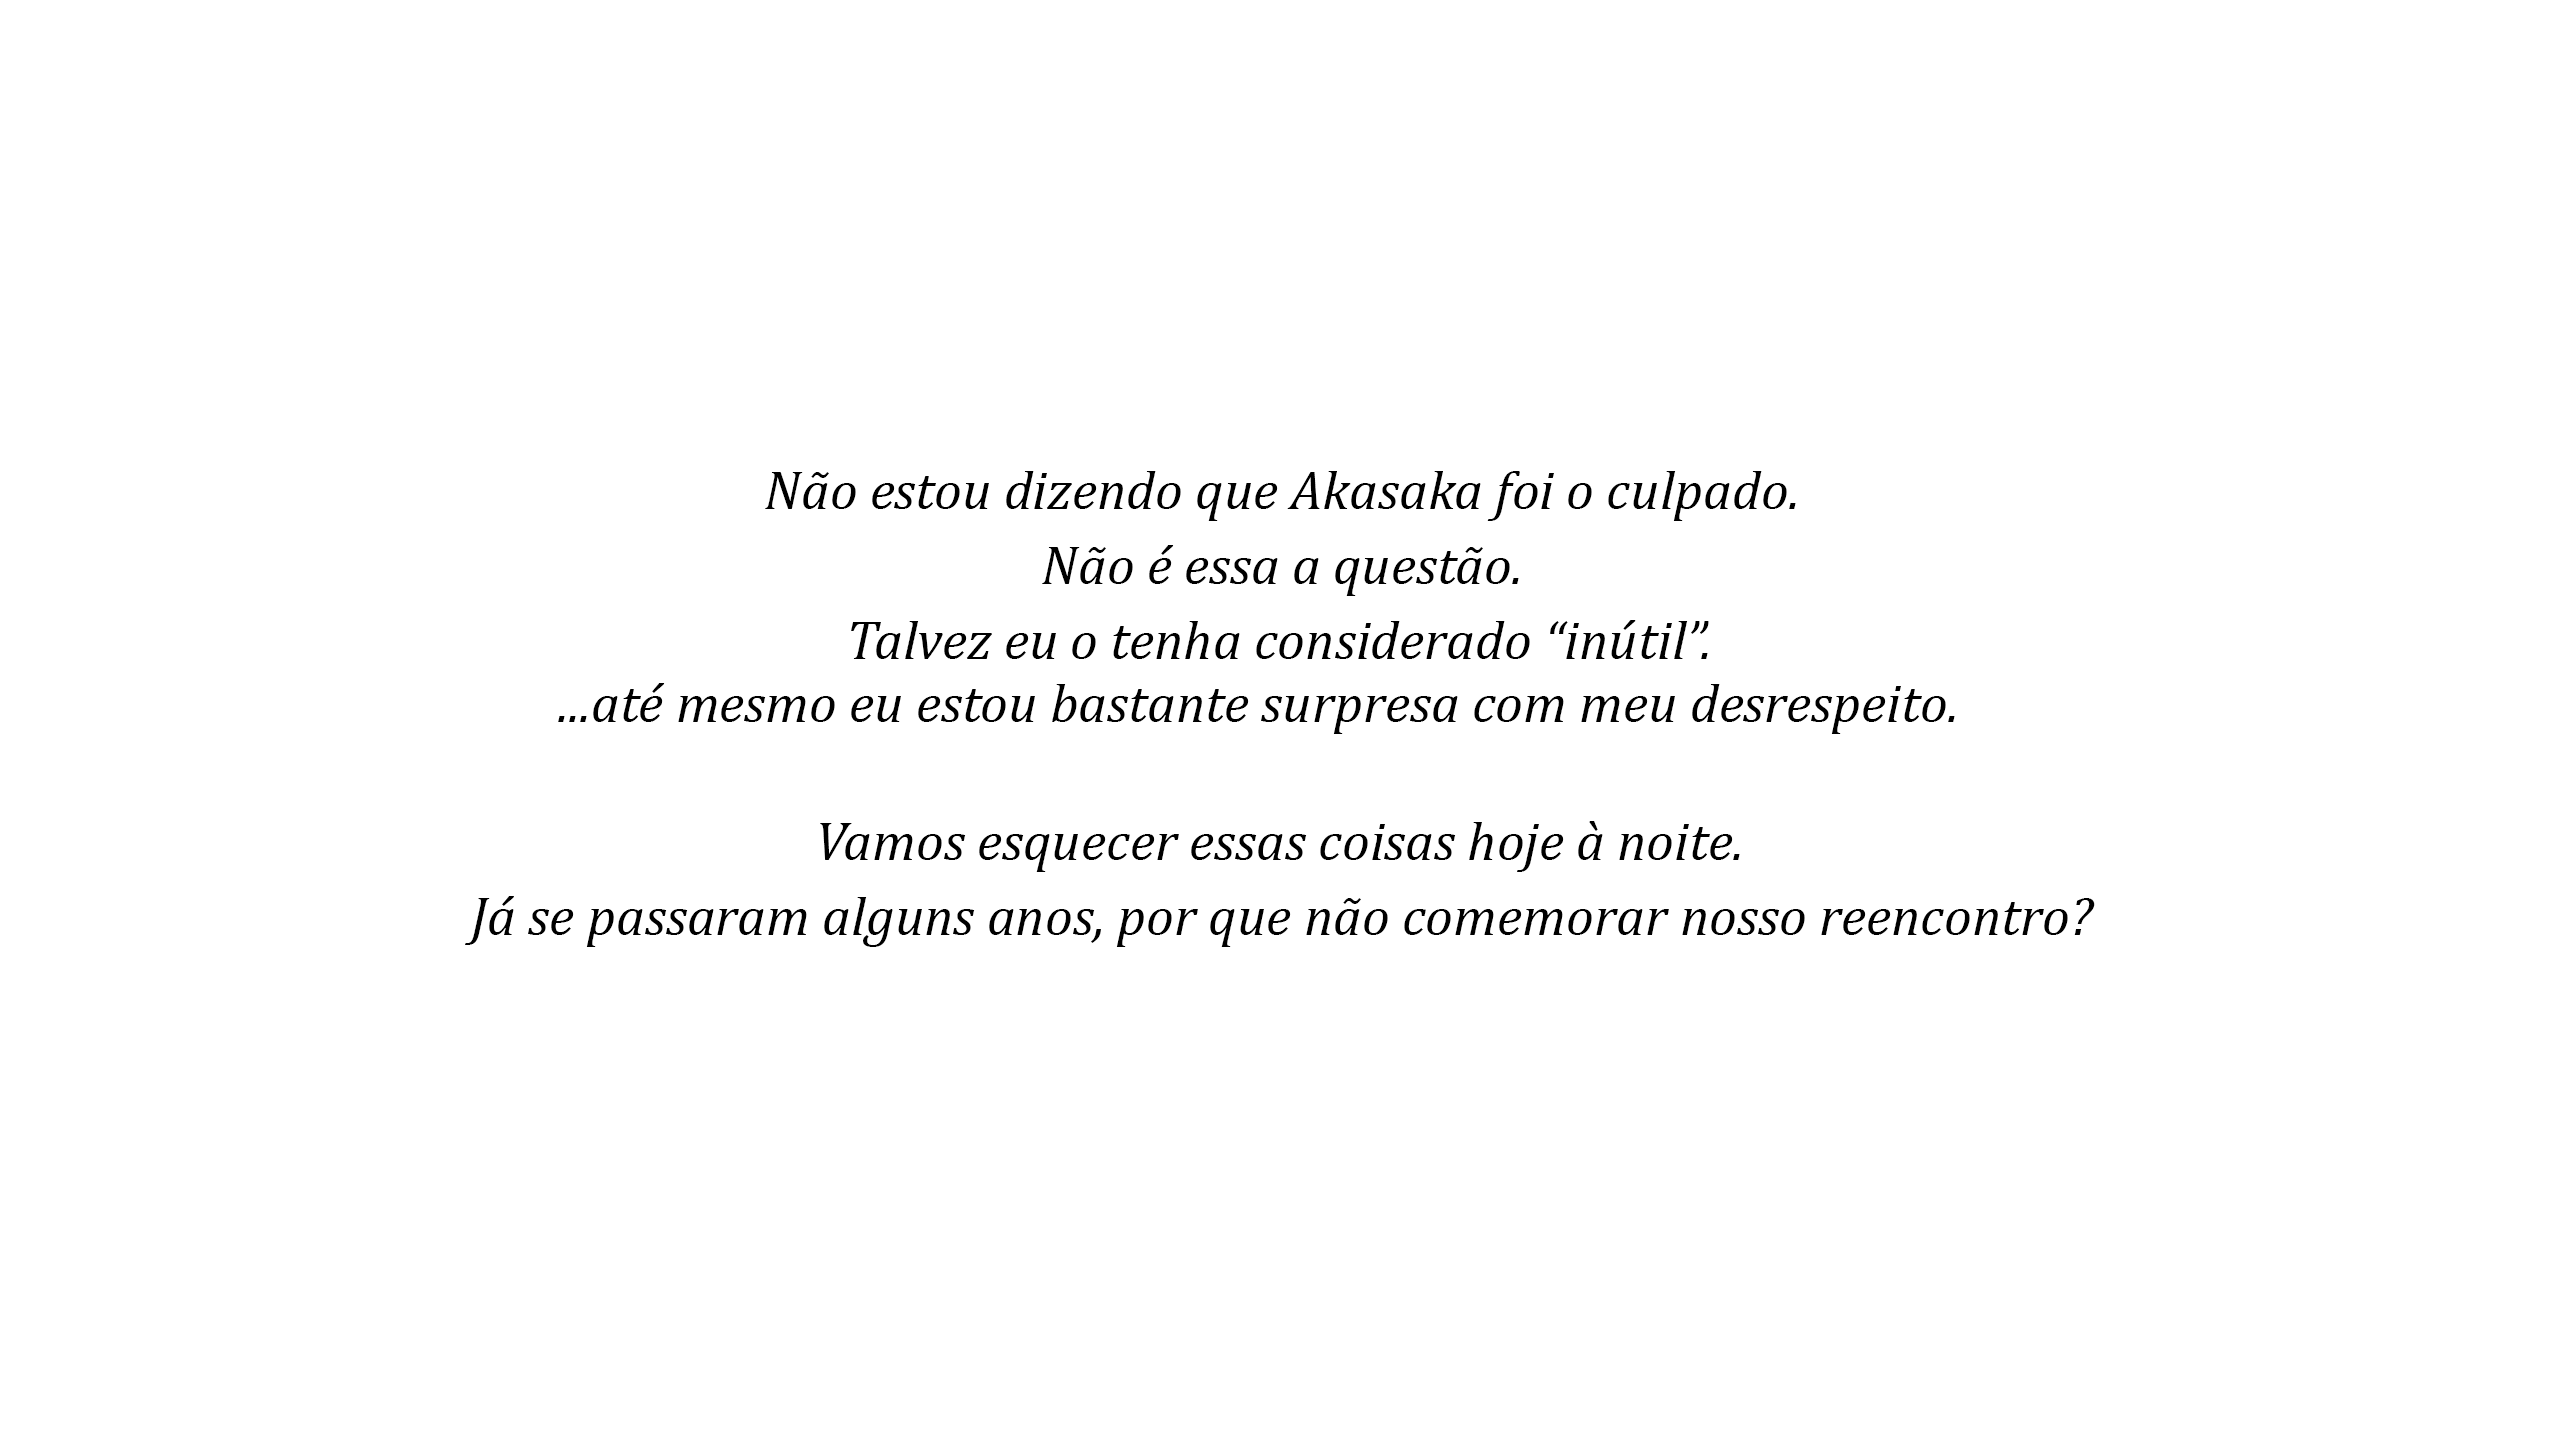 Não estou dizendo que Akasaka foi o culpado.
Não é essa a questão.
Talvez eu o tenha considerado “inútil”.
...até mesmo eu estou bastante surpresa com meu desrespeito.
Vamos esquecer essas coisas hoje à noite.
Já se passaram alguns anos, por que não comemorar nosso reencontro?